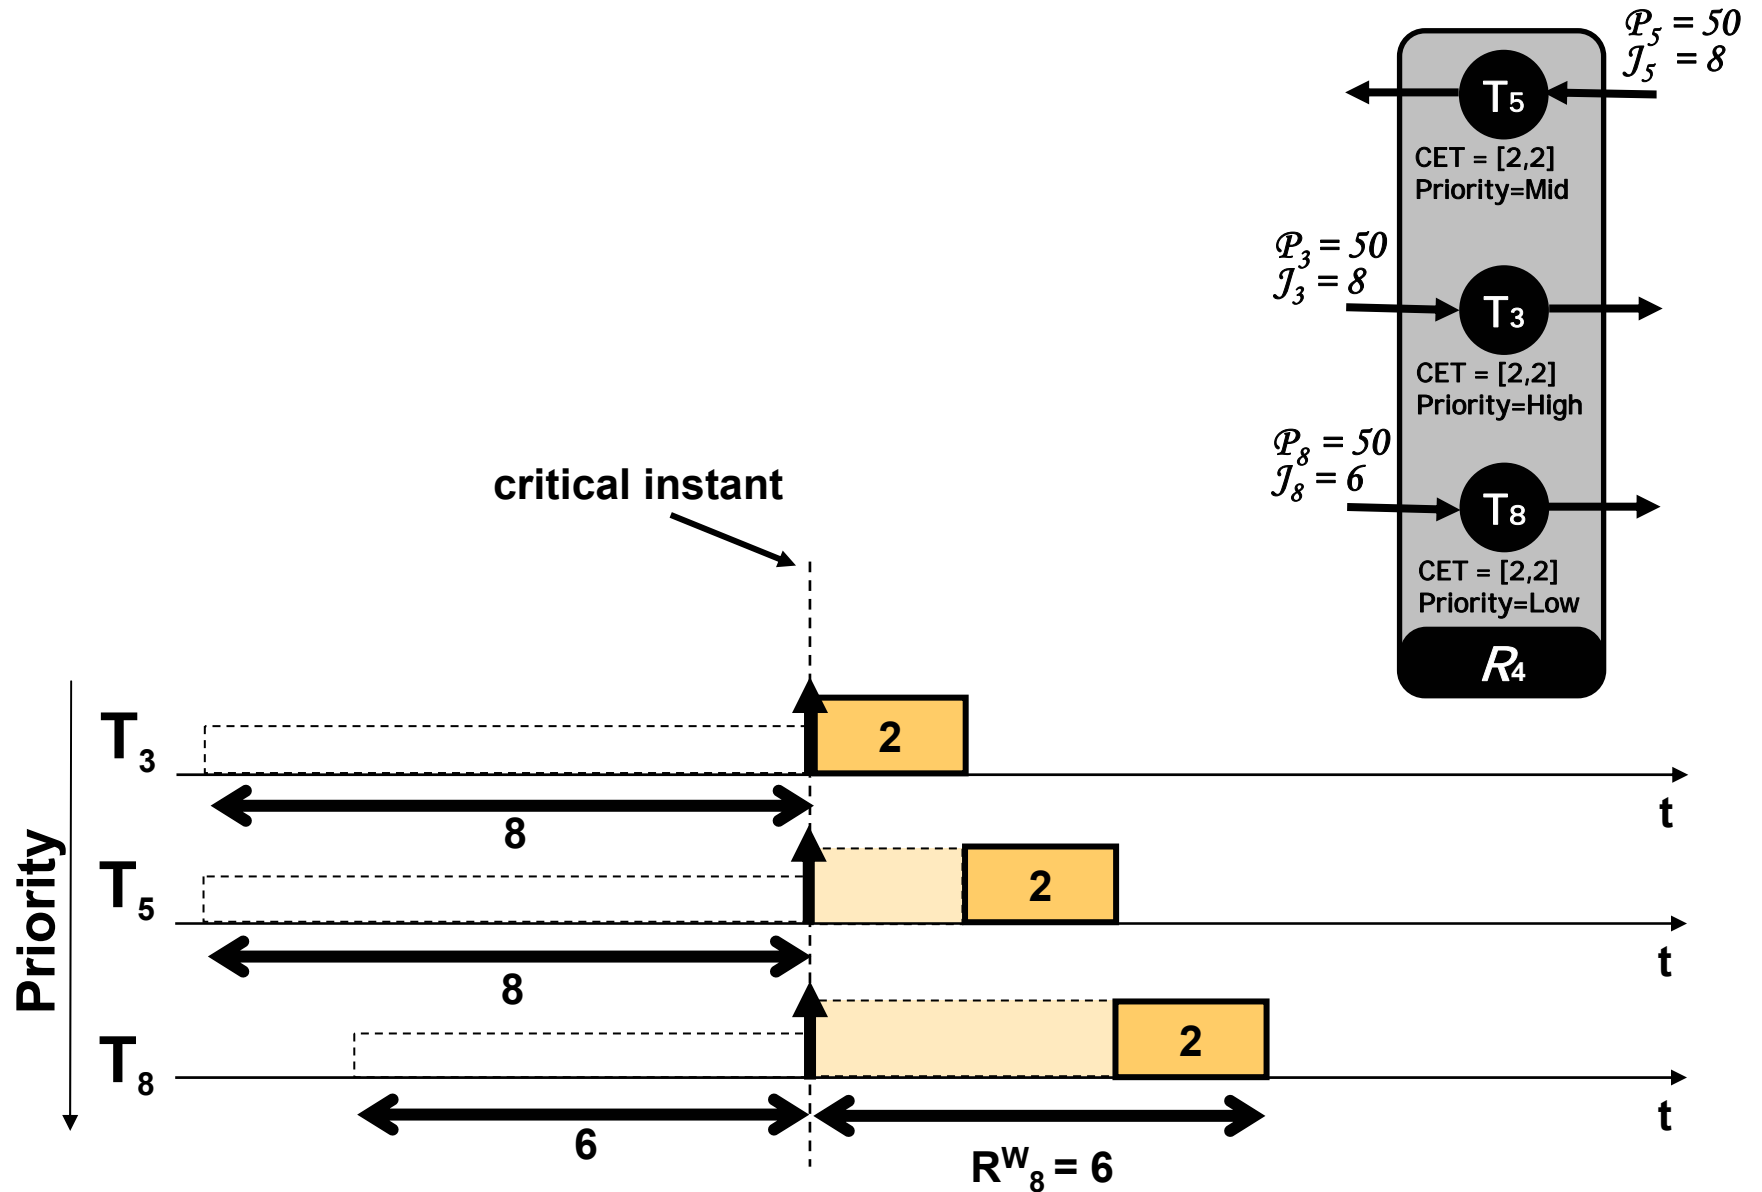 𝒫5 = 50
𝒥5 = 8
T5
CET = [2,2]
Priority=Mid
𝒫3 = 50
𝒥3 = 8
T3
CET = [2,2]
Priority=High
𝒫8 = 50
𝒥8 = 6
T8
CET = [2,2]
Priority=Low
R4
critical instant
Priority
T3
2
8
t
T5
2
8
t
T8
2
6
R^W_8 = 6
t